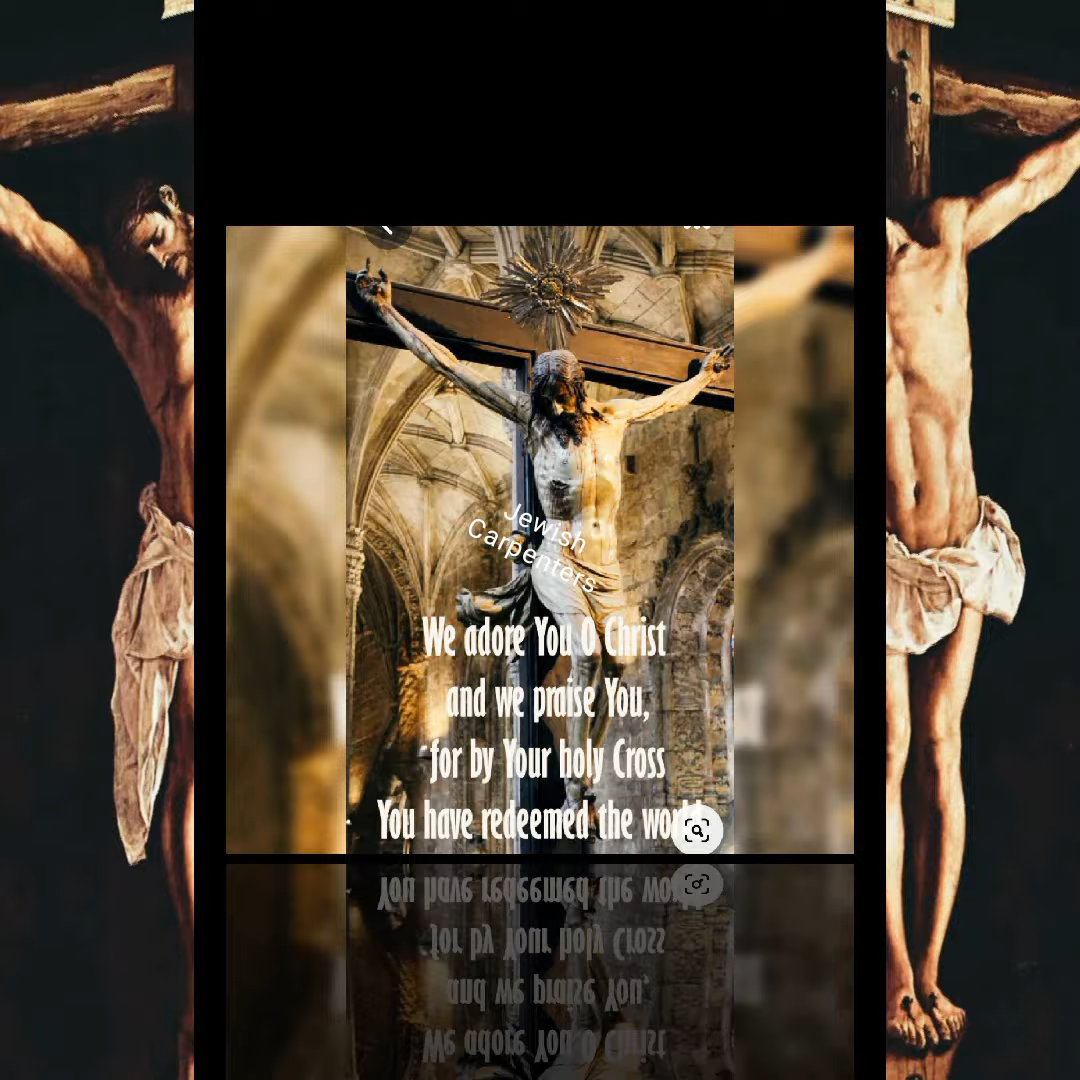 Jewish
Carpenters
We adore You O Christ
and we praise You,
for by Your holy Cross
You have redeemed the world